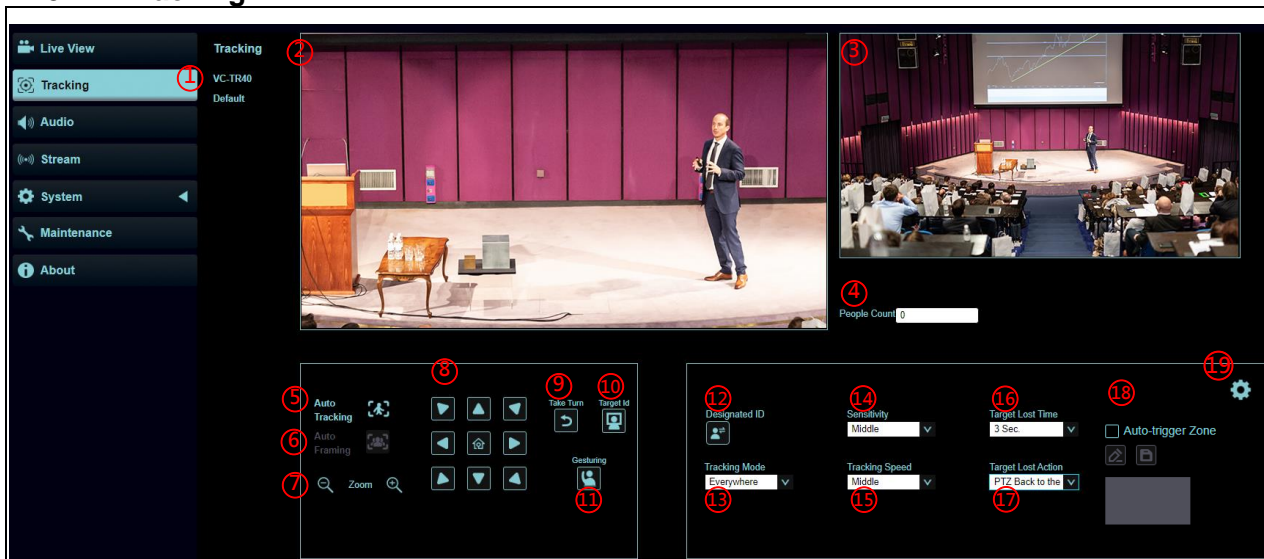 Live View
Tracking
Audio
Stream
System
Maintenance
About
1
Tracking
VC-TR40
Default
2
3
4
People Count 0
5
Auto
Tracking
6
Auto
Framing
7
Zoom
8
9
Take Turn
10
Target Id
Gesturing
11
12
Designated ID
Tracking Mode
Everywhere
13
14
Sensitivity
Middle
Tracking Speed
Middle
15
16
Target Lost Time
3 Sec.
Target Lost Action
PTZ Back to the
17
18
Auto-trigger Zone
19